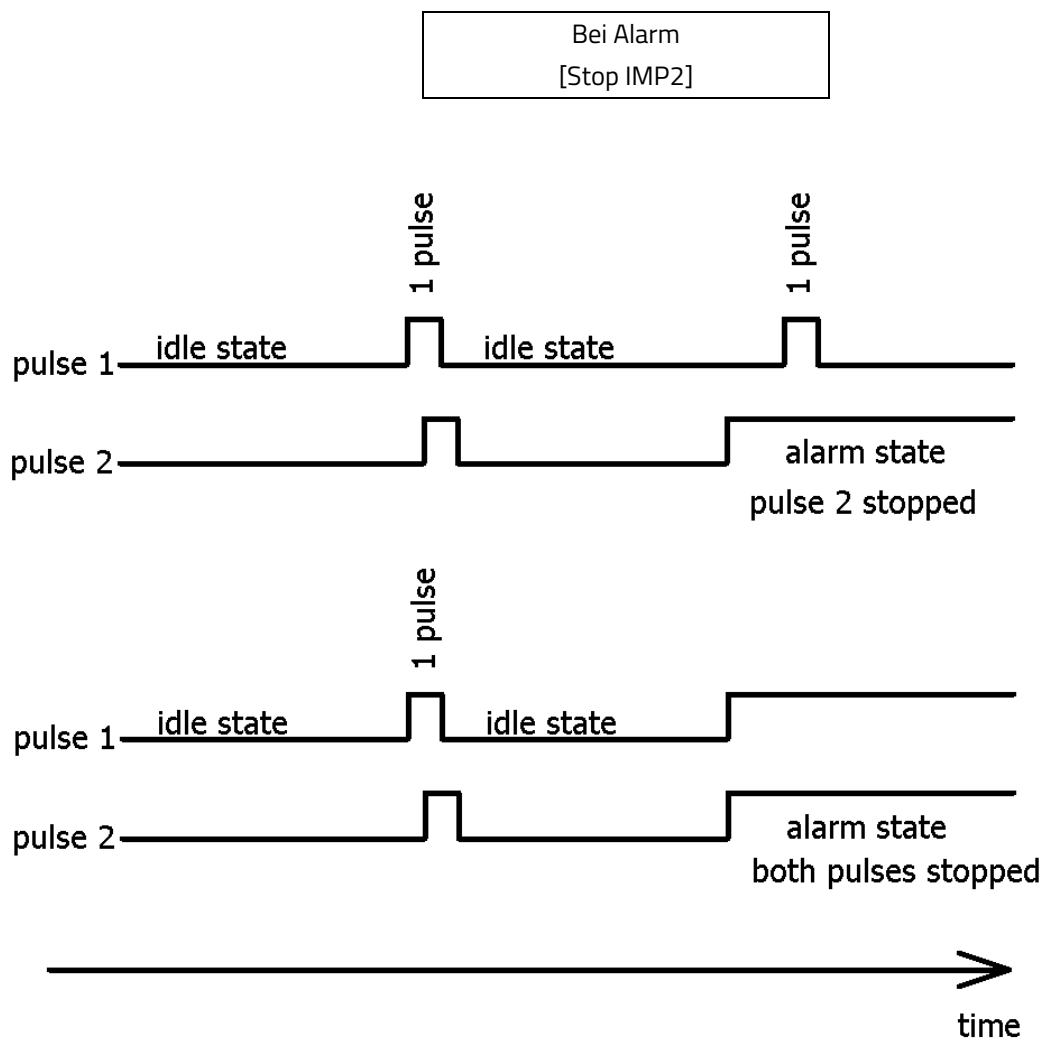 Bei Alarm
[Stop IMP2]
1 pulse
1 pulse
pulse 1
idle state
idle state
pulse 2
alarm state
pulse 2 stopped
1 pulse
pulse 1
idle state
idle state
pulse 2
alarm state
both pulses stopped
time